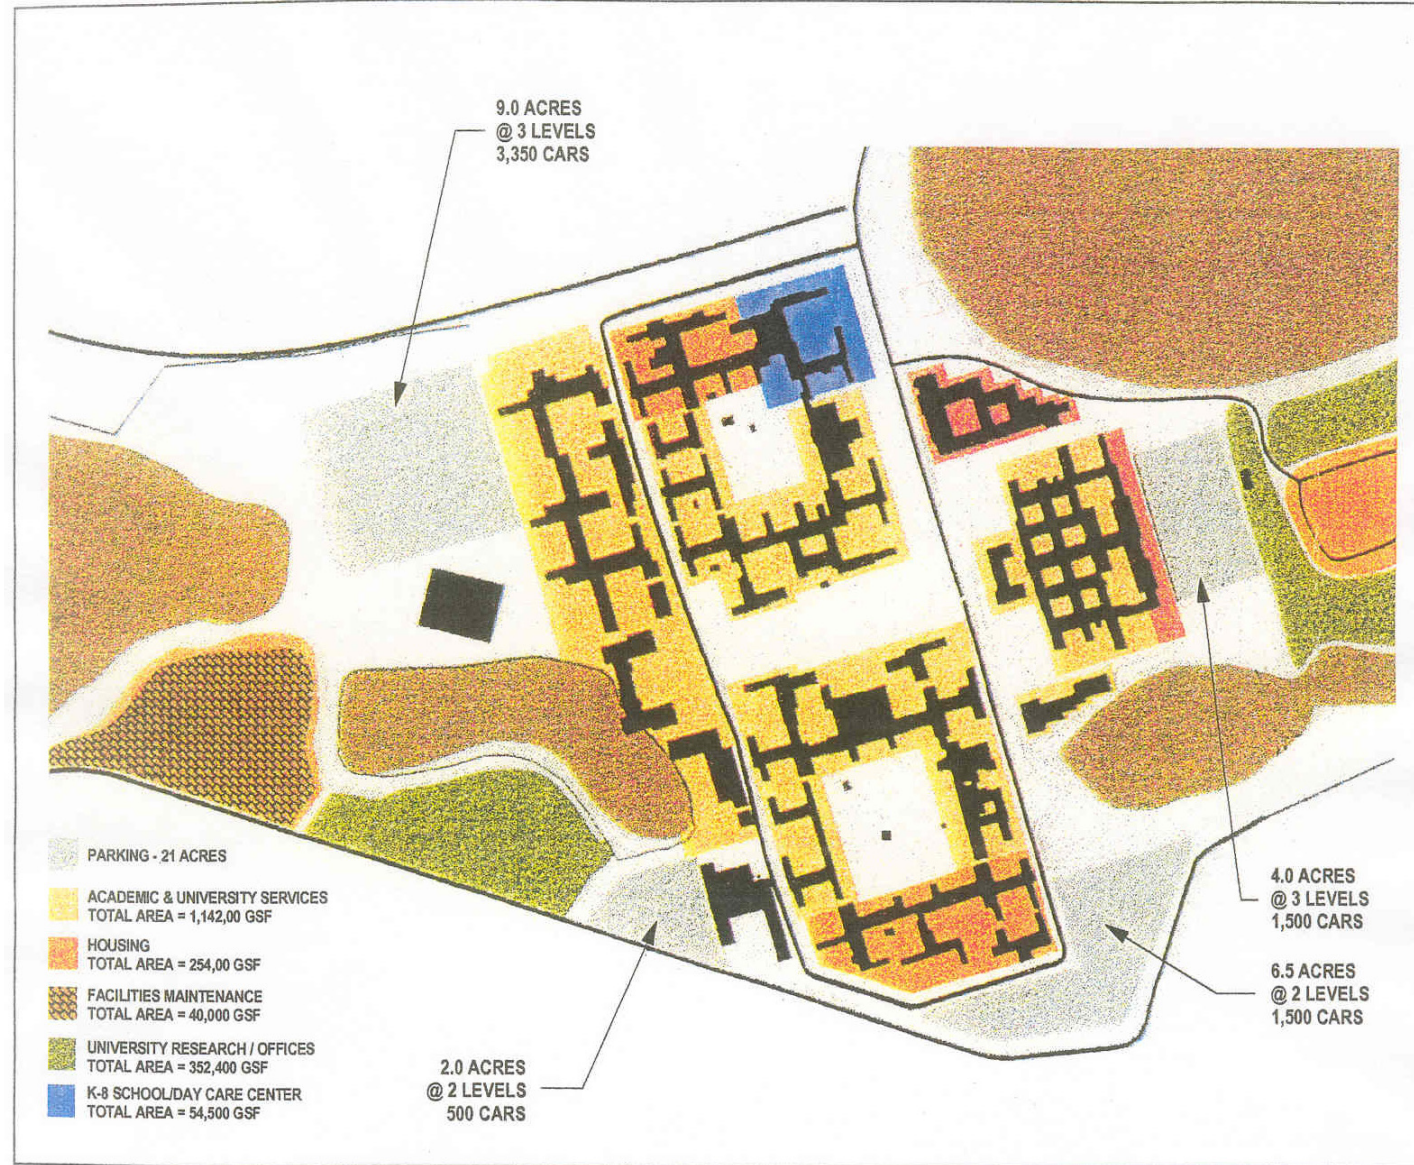 9.0 ACRES
@ 3 LEVELS
3,350 CARS
PARKING - 21 ACRES
ACADEMIC & UNIVERSITY SERVICES
TOTAL AREA = 1,142,00 GSF
HOUSING
TOTAL AREA = 254,00 GSF
FACILITIES MAINTENANCE
TOTAL AREA = 40,000 GSF
UNIVERSITY RESEARCH / OFFICES
TOTAL AREA = 352,400 GSF
K-8 SCHOOL/DAY CARE CENTER
TOTAL AREA = 54,500 GSF
2.0 ACRES
@ 2 LEVELS
500 CARS
4.0 ACRES
@ 3 LEVELS
1,500 CARS
6.5 ACRES
@ 2 LEVELS
1,500 CARS